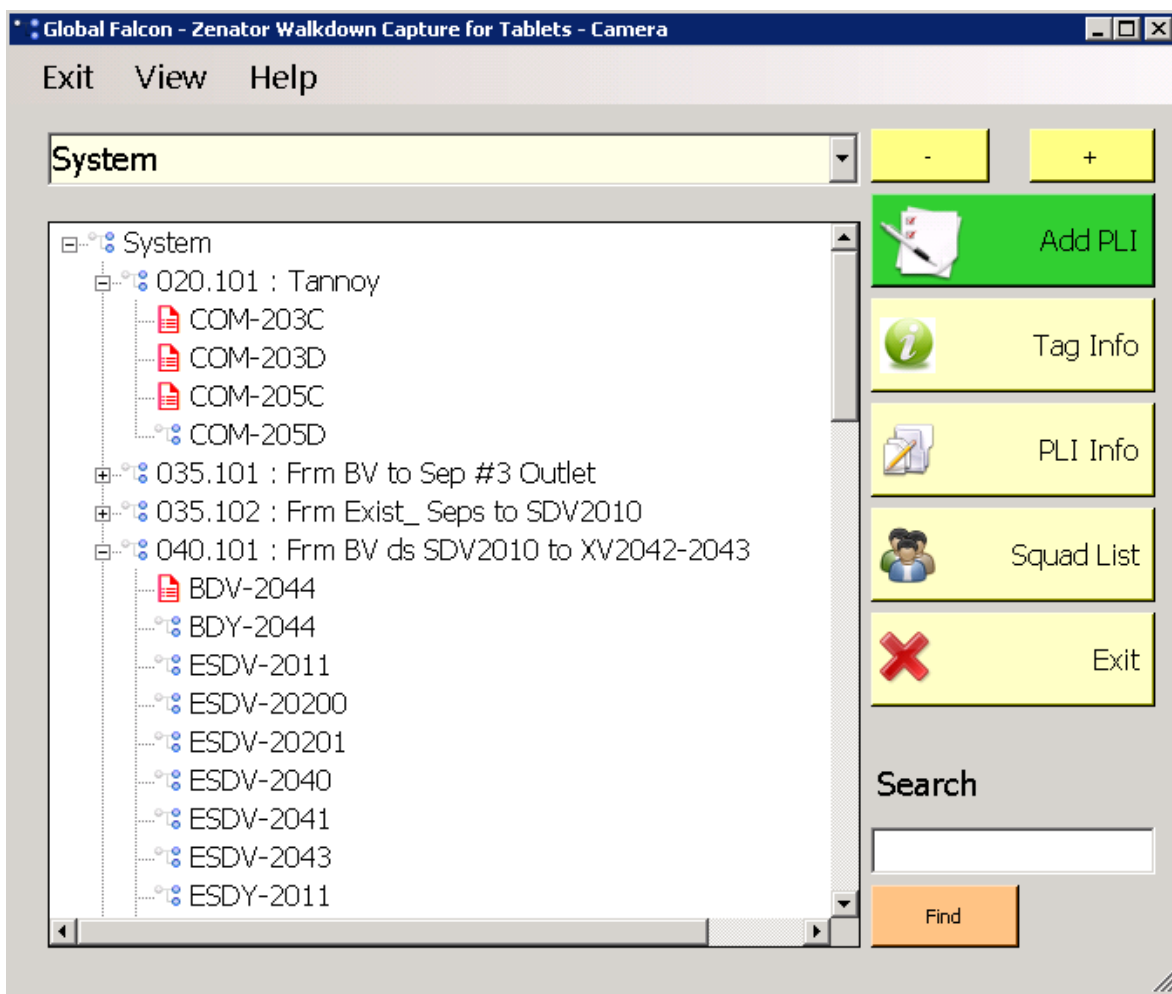 Global Falcon - Zenator Walkdown Capture for Tablets - Camera
Exit View Help
System
- +
System
020.101 : Tannoy
COM-203C
COM-203D
COM-205C
COM-205D
035.101 : Frm BV to Sep #3 Outlet
035.102 : Frm Exist_ Seps to SDV2010
040.101 : Frm BV ds SDV2010 to XV2042-2043
BDV-2044
BDY-2044
ESDV-2011
ESDV-20200
ESDV-20201
ESDV-2040
ESDV-2041
ESDV-2043
ESDY-2011
Add PLI
Tag Info
PLI Info
Squad List
Exit
Search
Find